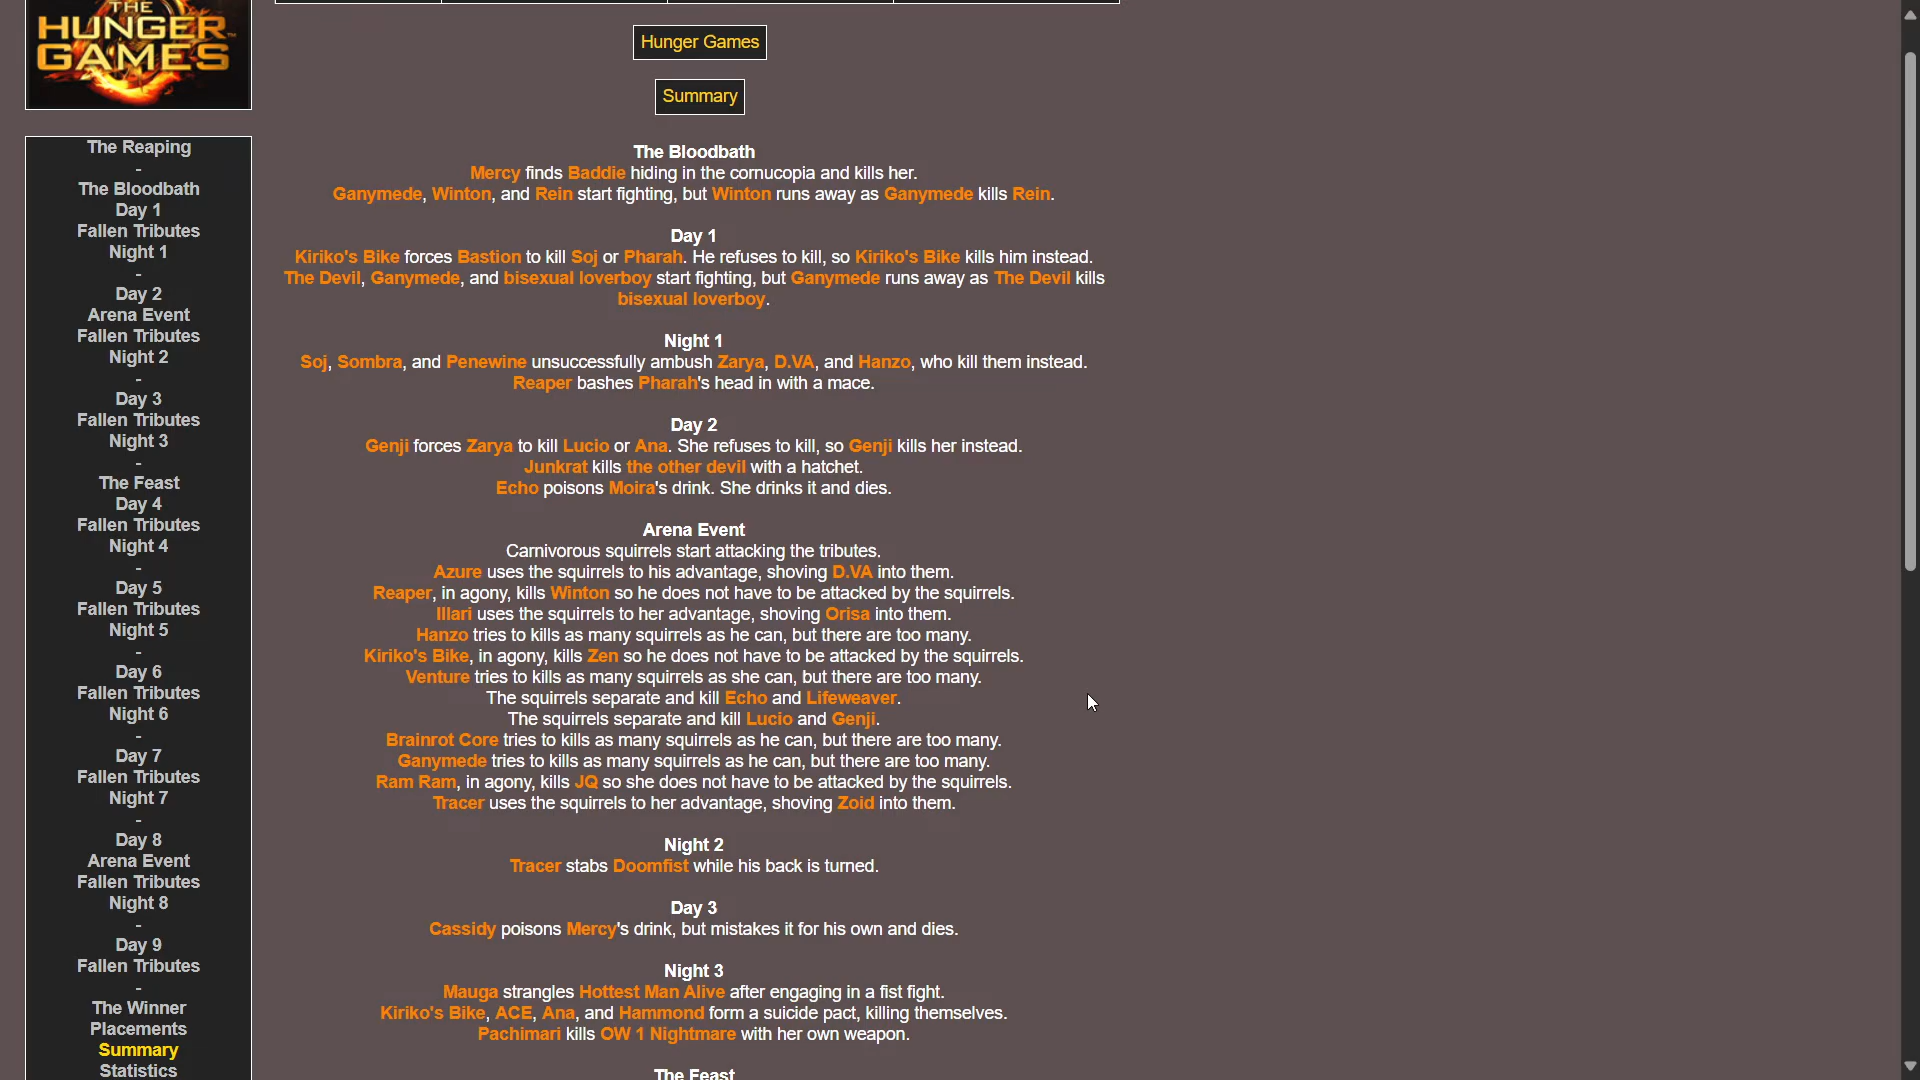 THE
HUNGER
GAMES™
Hunger Games
Summary
The Reaping
-
The Bloodbath
Day 1
Fallen Tributes
Night 1
-
Day 2
Arena Event
Fallen Tributes
Night 2
-
Day 3
Fallen Tributes
Night 3
-
The Feast
Day 4
Fallen Tributes
Night 4
-
Day 5
Fallen Tributes
Night 5
-
Day 6
Fallen Tributes
Night 6
-
Day 7
Fallen Tributes
Night 7
-
Day 8
Arena Event
Fallen Tributes
Night 8
-
Day 9
Fallen Tributes
-
The Winner
Placements
Summary
Statistics
The Bloodbath
Mercy finds Baddie hiding in the cornucopia and kills her.
Ganymede, Winton, and Rein start fighting, but Winton runs away as Ganymede kills Rein.
Day 1
Kiriko's Bike forces Bastion to kill Soj or Pharah. He refuses to kill, so Kiriko's Bike kills him instead.
The Devil, Ganymede, and bisexual loverboy start fighting, but Ganymede runs away as The Devil kills
bisexual loverboy.
Night 1
Soj, Sombra, and Penewine unsuccessfully ambush Zarya, D.VA, and Hanzo, who kill them instead.
Reaper bashes Pharah's head in with a mace.
Day 2
Genji forces Zarya to kill Lucio or Ana. She refuses to kill, so Genji kills her instead.
Junkrat kills the other devil with a hatchet.
Echo poisons Moira's drink. She drinks it and dies.
Arena Event
Carnivorous squirrels start attacking the tributes.
Azure uses the squirrels to his advantage, shoving D.VA into them.
Reaper, in agony, kills Winton so he does not have to be attacked by the squirrels.
Illari uses the squirrels to her advantage, shoving Orisa into them.
Hanzo tries to kills as many squirrels as he can, but there are too many.
Kiriko's Bike, in agony, kills Zen so he does not have to be attacked by the squirrels.
Venture tries to kills as many squirrels as she can, but there are too many.
The squirrels separate and kill Echo and Lifeweaver.
The squirrels separate and kill Lucio and Genji.
Brainrot Core tries to kills as many squirrels as he can, but there are too many.
Ganymede tries to kills as many squirrels as he can, but there are too many.
Ram Ram, in agony, kills JQ so she does not have to be attacked by the squirrels.
Tracer uses the squirrels to her advantage, shoving Zoid into them.
Night 2
Tracer stabs Doomfist while his back is turned.
Day 3
Cassidy poisons Mercy's drink, but mistakes it for his own and dies.
Night 3
Mauga strangles Hottest Man Alive after engaging in a fist fight.
Kiriko's Bike, ACE, Ana, and Hammond form a suicide pact, killing themselves.
Pachimari kills OW 1 Nightmare with her own weapon.
The Feast